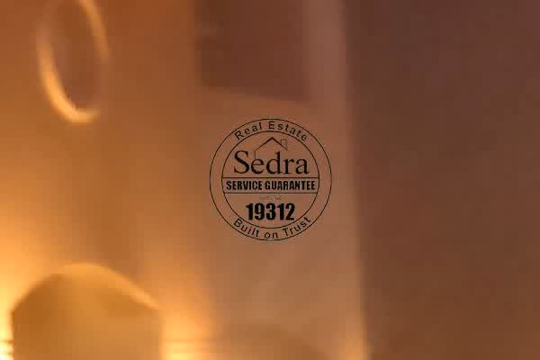 Real Estate
Sedra
SERVICE GUARANTEE
19312
Built on Trust